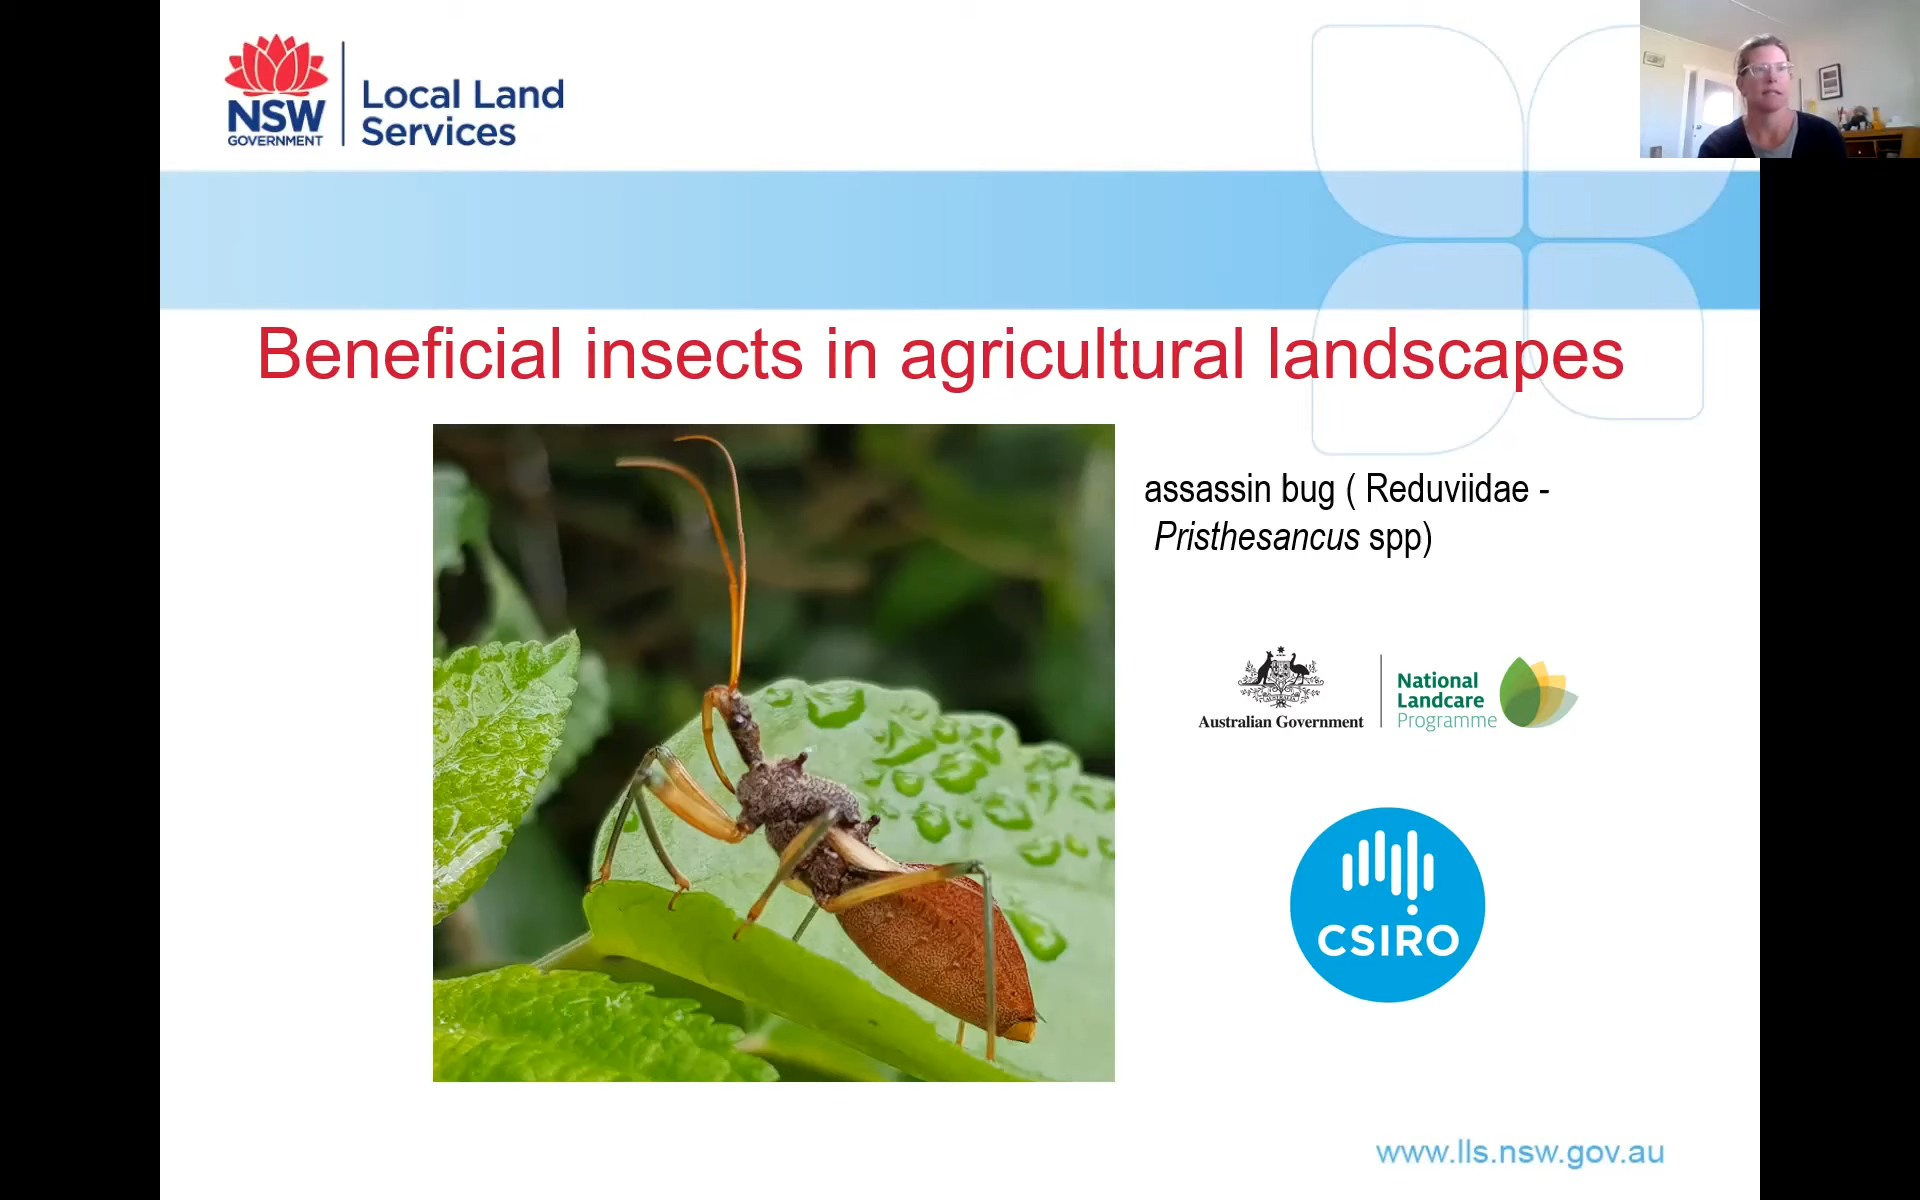 NSW
GOVERNMENT
Local Land
Services
Beneficial insects in agricultural landscapes
assassin bug ( Reduviidae -
Pristhesancus spp)
Australian Government
National
Landcare
Programme
CSIRO
www.lls.nsw.gov.au